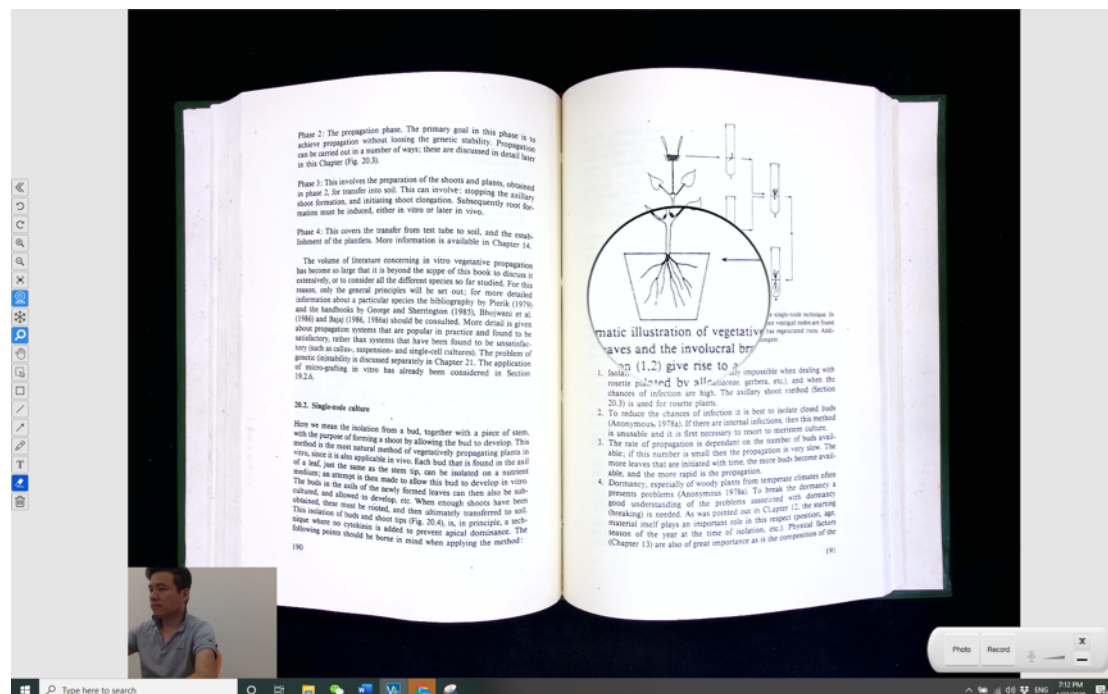 Phase 2: The propagation phase. The primary goal in this phase is to
achieve propagation without loosing the genetic stability. Propagation
can be carried out in a number of ways; these are discussed in detail later
in this Chapter (Fig. 20.3).
Phase 3: This involves the preparation of the shoots and plants, obtained
in phase 2, for transfer into soil. This can involve: stopping the axillary
shoot formation, and initiating shoot elongation. Subsequently root for-
mation must be induced, either in vitro or later in vivo.
Phase 4: This covers the transfer from test tube to soil, and the estab-
lishment of the plantlets. More information is available in Chapter 14.
The volume of literature concerning in vitro vegetative propagation
has become so large that it is beyond the scope of this book to discuss it
extensively, or to consider all the different species so far studied. For this
reason, only the general principles will be set out; for more detailed
information about a particular species the bibliography by Pierik (1979)
and the handbooks by George and Sherrington (1985), Bhojwani et al.
(1986) and Bajaj (1986, 1986a) should be consulted. More detail is given
about propagation systems that are popular in practice and found to be
satisfactory, rather than systems that have been found to be unsatisfac-
tory (such as callus-, suspension- and single-cell cultures). The problem of
genetic (in)stability is discussed separately in Chapter 21. The application
of micro-grafting in vitro has already been considered in Section
19.2.6.
20.2. Single-node culture
Here we mean the isolation from a bud, together with a piece of stem,
with the purpose of forming a shoot by allowing the bud to develop. This
method is the most natural method of vegetatively propagating plants in
vitro, since it is also applicable in vivo. Each bud that is found in the axil
of a leaf, just the same as the stem tip, can be isolated on a nutrient
medium; an attempt is then made to allow this bud to develop in vitro.
The buds in the axils of the newly formed leaves can then also be sub-
cultured, and allowed to develop, etc. When enough shoots have been
obtained, these must be rooted, and then ultimately transferred to soil.
This isolation of buds and shoot tips (Fig. 20.4), is, in principle, a tech-
nique where no cytokinin is added to prevent apical dominance. The
following points should be borne in mind when applying the method:
190
single-node technique. In
are found
has regenerated roots.
matic illustration of vegetative
and the involucral
(1,2) give rise to
by
1. impossible when dealing with
rosette gerbera, etc.), and when the
chances of infection are high. The axillary shoot method (Section
20.3) is used for rosette plants.
2. To reduce the chances of infection it is best to isolate closed buds
(Anonymous, 1978a). If there are internal infections, then this method
is unusable and it is first necessary to resort to meristem culture.
3. The rate of propagation is dependant on the number of buds avail-
able; if this number is small then the propagation is very slow. The
more leaves that are initiated with time, the more buds become avail-
able, and the more rapid is the propagation.
4. Dormancy, especially of woody plants from temperate climates often
presents problems (Anonymous 1978a). To break the dormancy a
good understanding of the problems associated with dormancy
(breaking) is needed. As was pointed out in Chapter 12, the starting
material itself plays an important role in this respect (position, age,
season of the year at the time of isolation, etc.) Physical factors
(Chapter 13) are also of great importance as is the composition of the
191
Photo Record
Type here to search
ENG 7:12 PM